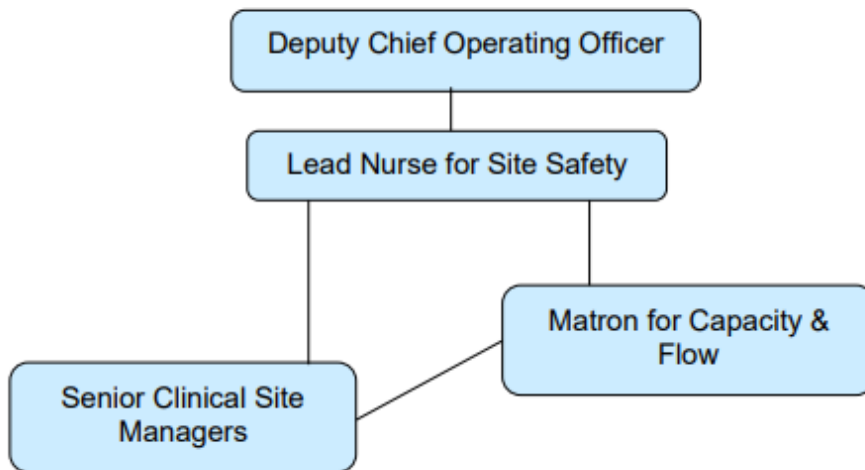 Deputy Chief Operating Officer
Lead Nurse for Site Safety
Matron for Capacity &
Flow
Senior Clinical Site
Managers